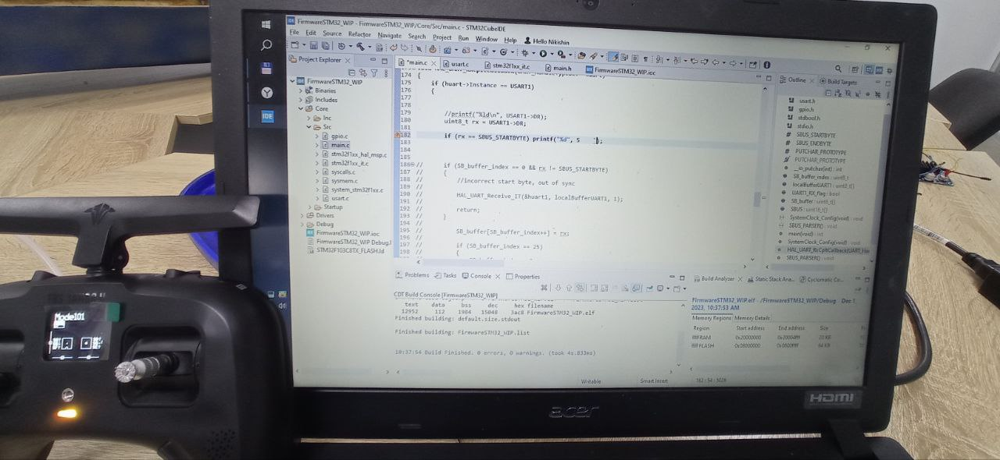 FirmwareSTM32_WIP - FirmwareSTM32_WIP/Core/Src/main.c - STM32CubeIDE
File Edit Source Refactor Navigate Search Project Run Window Help Hello Nikishin
Project Explorer
FirmwareSTM32_WIP
Binaries
Includes
Core
Inc
Src
gpio.c
main.c
stm32f1xx_hal_msp.c
stm32f1xx_it.c
syscalls.c
sysmem.c
system_stm32f1xx.c
usart.c
Startup
Drivers
Debug
FirmwareSTM32_WIP.ioc
FirmwareSTM32_WIP Debug.l
STM32F103C8TX_FLASH.ld
*main.c usart.c stm32f1xx_it.c main.h FirmwareSTM32_WIP.ioc
174 {
175 if (huart->Instance == USART1)
176 {
177
178
179 //printf("%ld\n", USART1->DR);
180 uint8_t rx = USART1->DR;
181
182 if (rx == SBUS_STARTBYTE) printf("%d", 5 );
183
184
185
186 // if (SB_buffer_index == 0 && rx != SBUS_STARTBYTE)
187 // {
188 // //incorrect start byte, out of sync
189 //
190 // HAL_UART_Receive_IT(&huart1, localBufferUART1, 1);
191 //
192 // return;
193 // }
194 //
195 // SB_buffer[SB_buffer_index++] = rx;
196 //
197 // if (SB_buffer_index == 25)
198 // {
Outline Build Targets
usart.h
gpio.h
stdbool.h
stdio.h
SBUS_STARTBYTE
SBUS_ENDBYTE
PUTCHAR_PROTOTYPE
PUTCHAR_PROTOTYPE
__io_putchar(int) : int
SB_buffer_index : uint8_t
localBufferUART1 : uint8_t[]
UART1_RX_flag : bool
SB_buffer : uint8_t[]
SBUS : uint16_t[]
SystemClock_Config(void) : void
SBUS_PARSER() : void
main(void) : int
SystemClock_Config(void) : void
HAL_UART_RxCpltCallback(UART_Han
SBUS_PARSER() : void
Problems Tasks Console Properties
CDT Build Console [FirmwareSTM32_WIP]
text data bss dec hex filename
12952 112 1984 15048 3ac8 FirmwareSTM32_WIP.elf
Finished building: default.size.stdout
Finished building: FirmwareSTM32_WIP.list
10:37:54 Build Finished. 0 errors, 0 warnings. (took 4s.833ms)
Build Analyzer Static Stack Ana... Cyclomatic Co...
FirmwareSTM32_WIP.elf - /FirmwareSTM32_WIP/Debug - Dec 1,
2023, 10:37:53 AM
Memory Regions Memory Details
Region Start address End address Size
RAM 0x20000000 0x20004fff 20 KB
FLASH 0x08000000 0x0800ffff 64 KB
Writable Smart Insert 182 : 54 : 5026
Model01
acer
HDMI